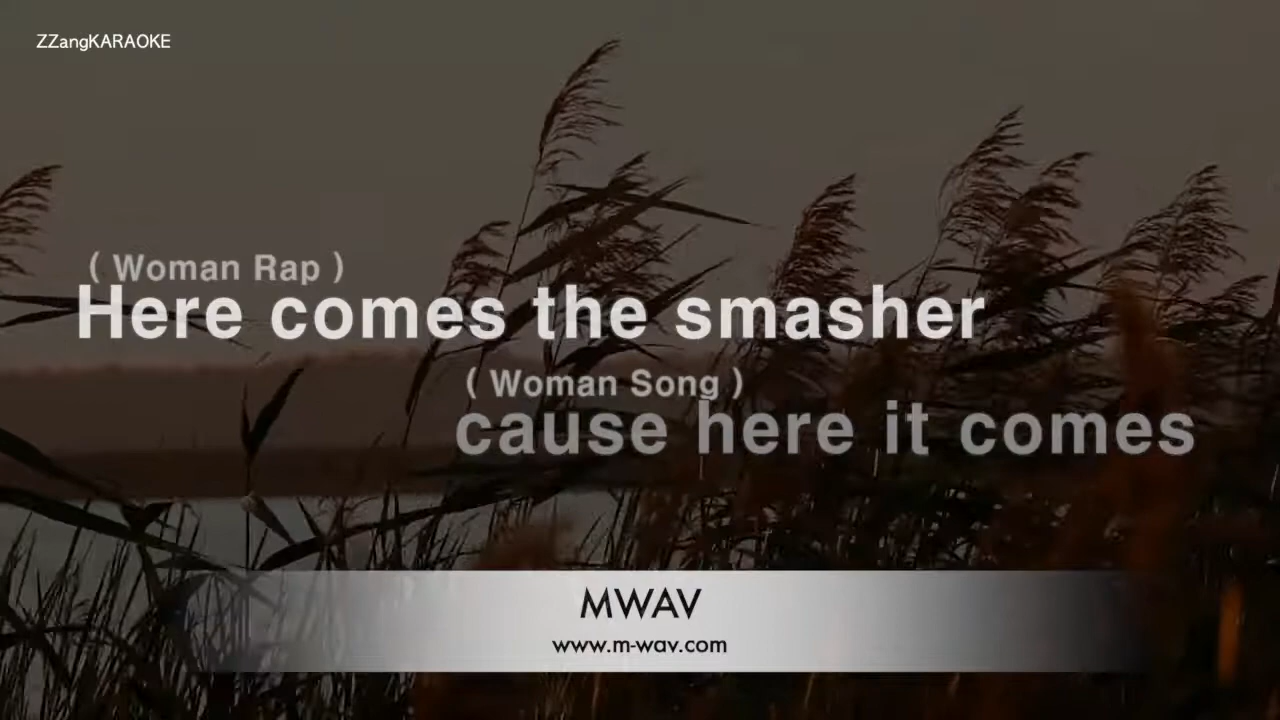 ZZangKARAOKE
( Woman Rap )
Here comes the smasher
( Woman Song )
cause here it comes
MWAV
www.m-wav.com